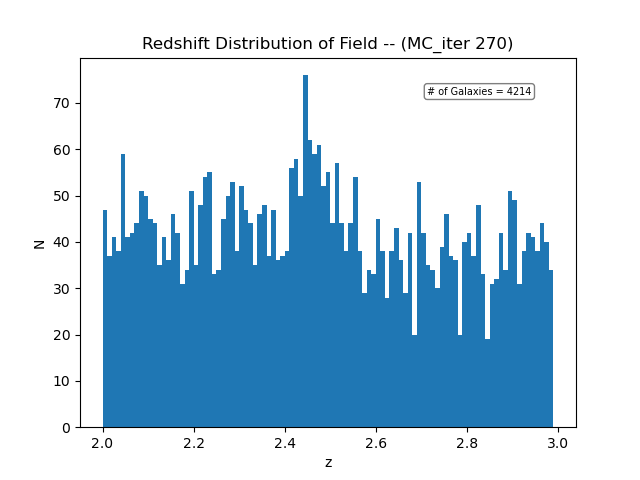 Redshift Distribution of Field -- (MC_iter 270)
# of Galaxies = 4214
70
60
50
40
30
20
10
0
N
2.0 2.2 2.4 2.6 2.8 3.0
z